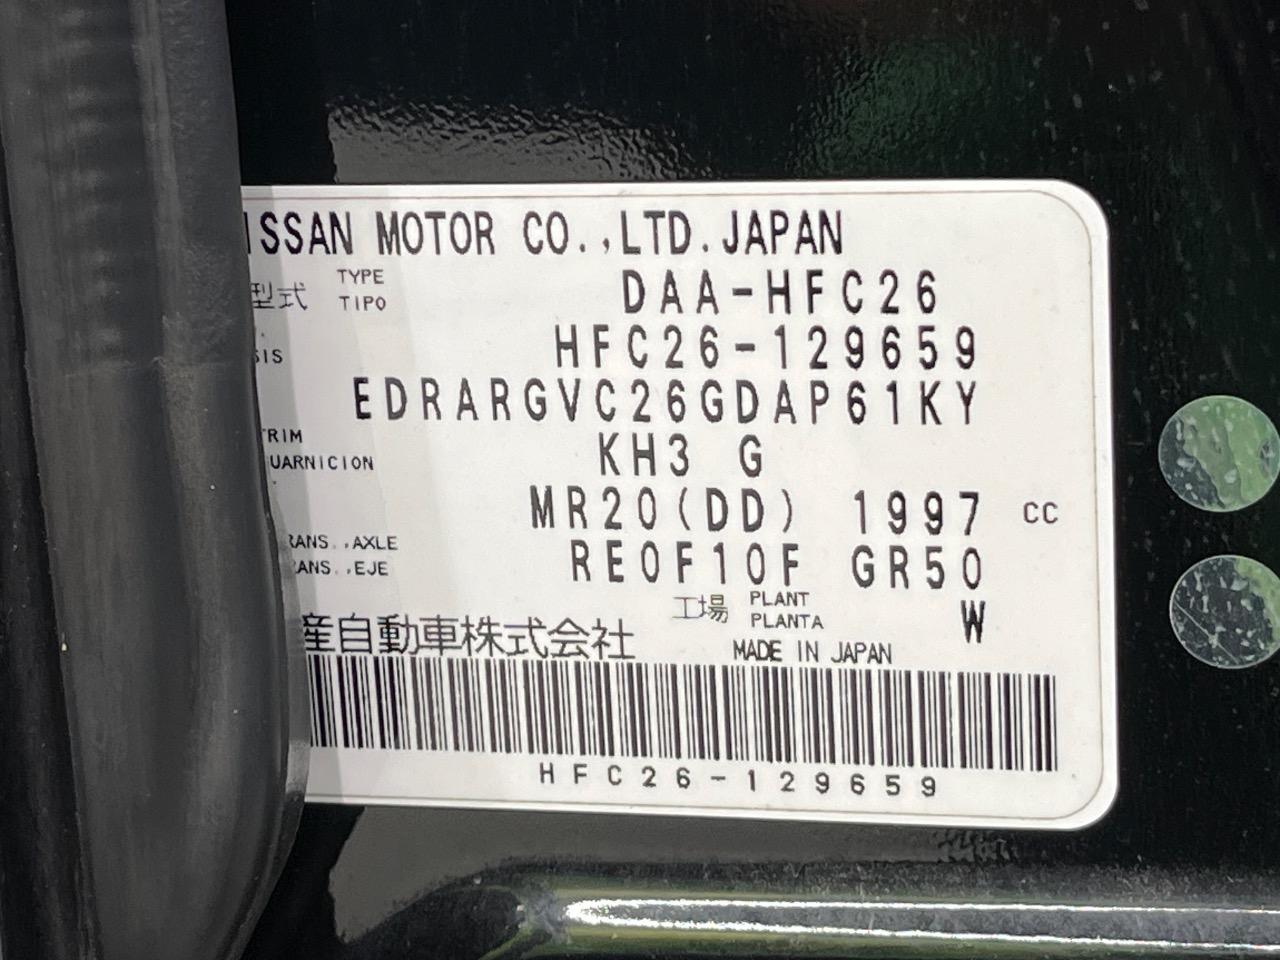 ISSAN MOTOR CO.,LTD.JAPAN
型式 TYPE TIPO DAA-HFC26
SIS HFC26-129659
EDRARGVC26GDAP61KY
TRIM
UARNICION KH3 G
MR20(DD) 1997 CC
RANS.,AXLE
RANS.,EJE RE0F10F GR50
工場 PLANT PLANTA W
産自動車株式会社 MADE IN JAPAN
HFC26-129659